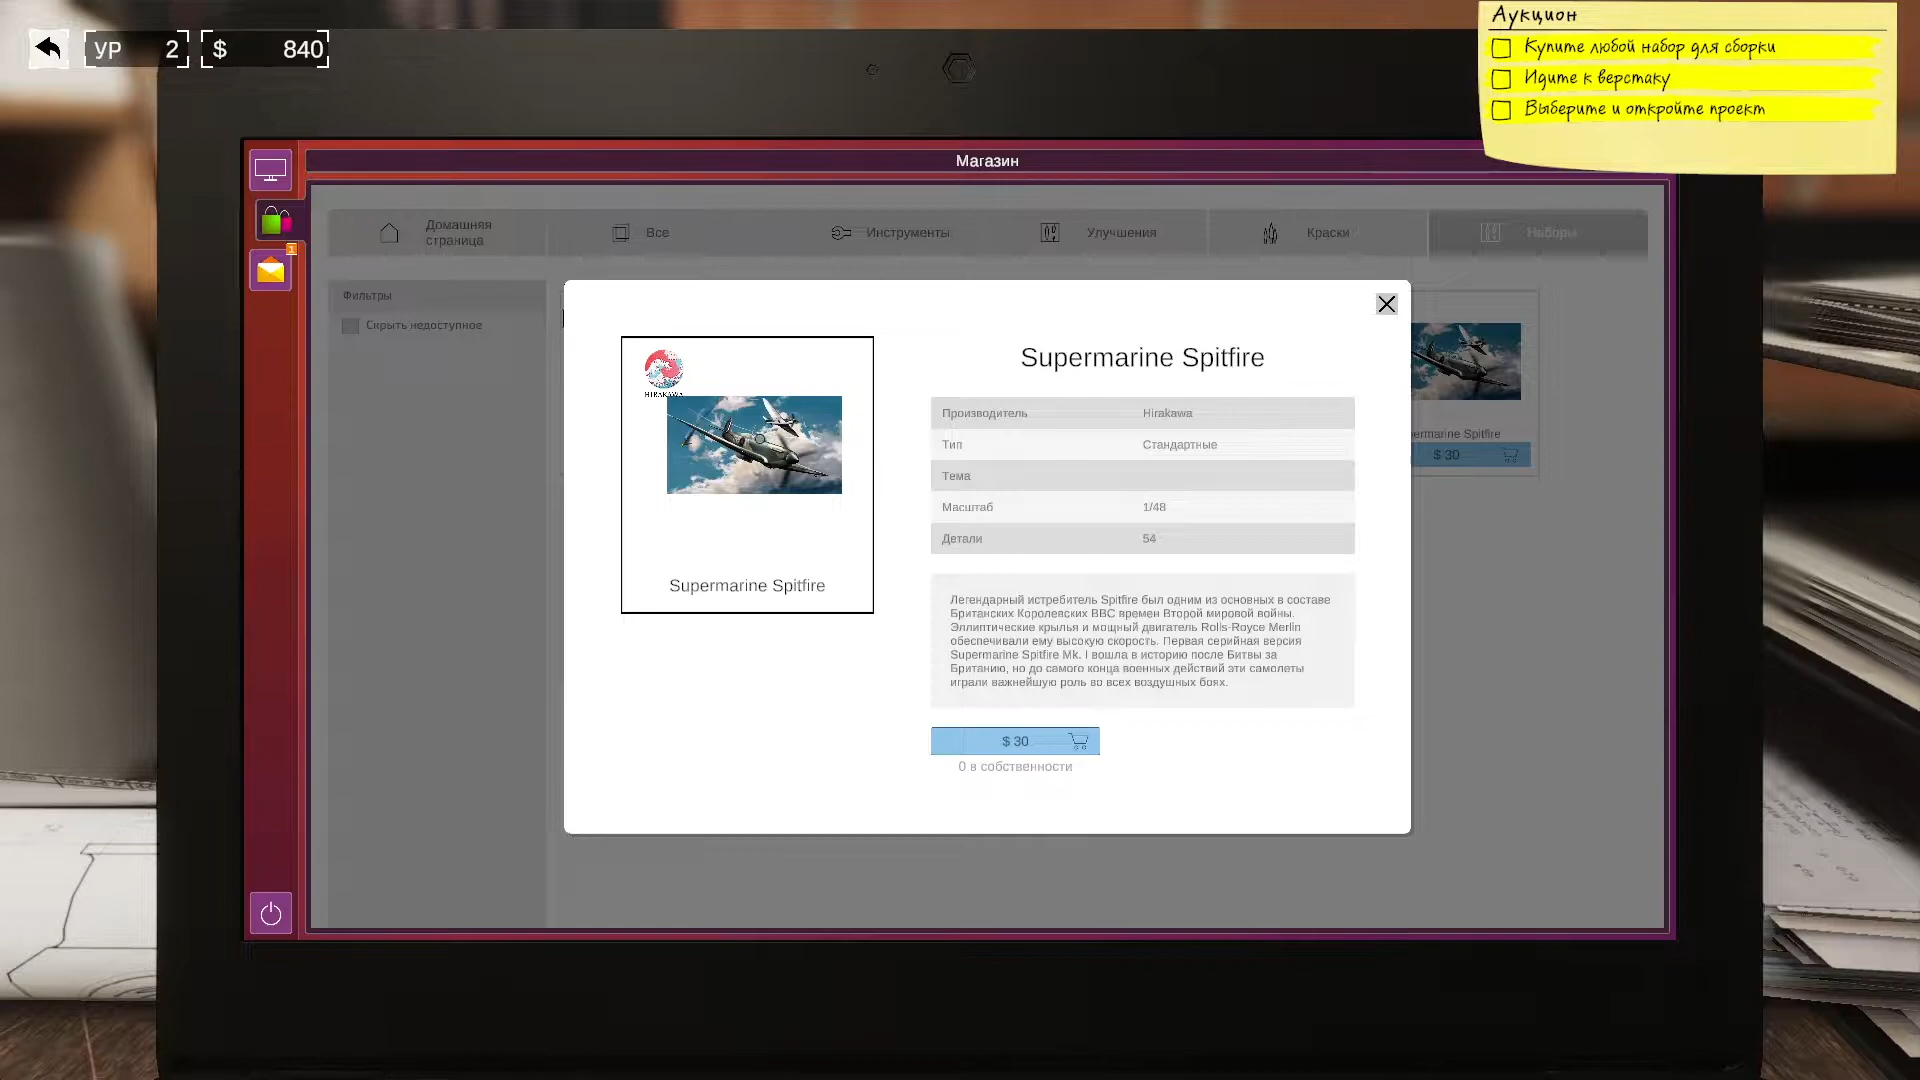 УР 2 $ 840
Аукцион
Купите любой набор для сборки
Идите к верстаку
Выберите и откройте проект
Магазин
1
Домашняя
страница
Все
Инструменты
Улучшения
Краски
Наборы
Фильтры
Скрыть недоступное
HIRAKAWA
Supermarine Spitfire
Supermarine Spitfire
Производитель Hirakawa
Тип Стандартные
Тема
Масштаб 1/48
Детали 54
Легендарный истребитель Spitfire был одним из основных в составе
Британских Королевских ВВС времен Второй мировой войны.
Эллиптические крылья и мощный двигатель Rolls-Royce Merlin
обеспечивали ему высокую скорость. Первая серийная версия
Supermarine Spitfire Mk. I вошла в историю после Битвы за
Британию, но до самого конца военных действий эти самолеты
играли важнейшую роль во всех воздушных боях.
$ 30
0 в собственности
ermarine Spitfire
$ 30